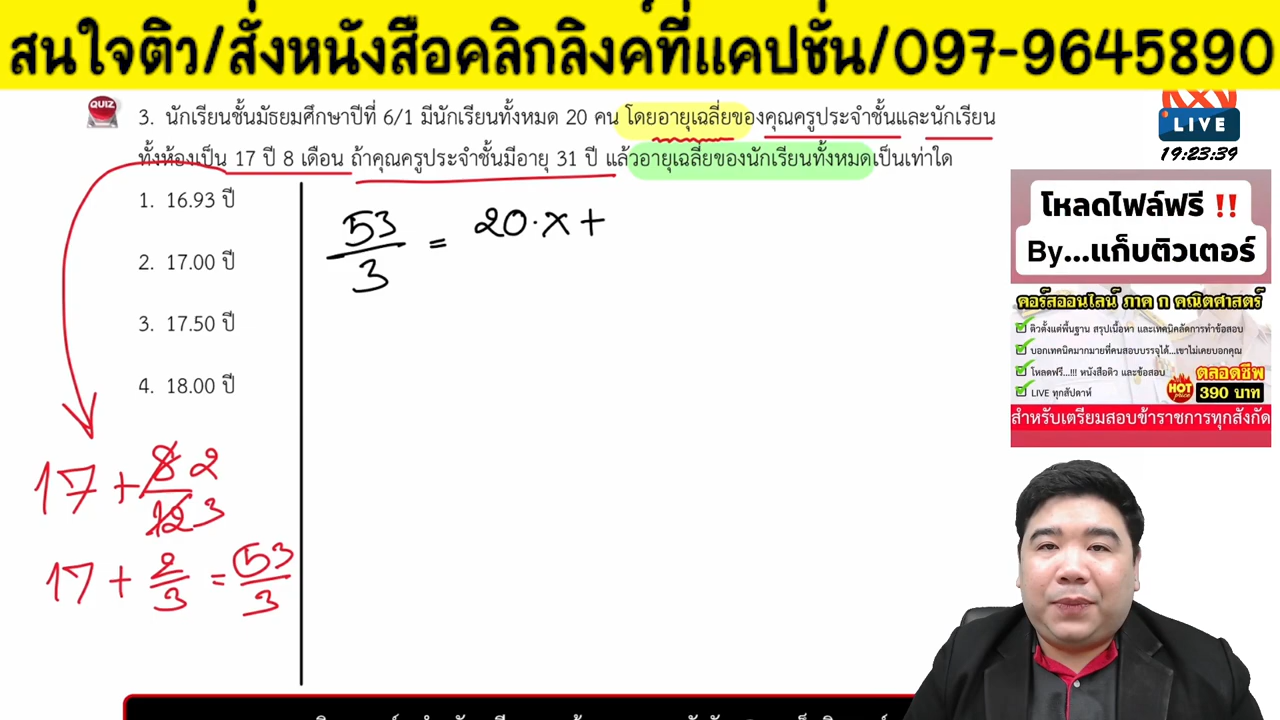 สนใจติว/สั่งหนังสือคลิกลิงค์ที่แคปชั่น/097-9645890
QUIZ
3. นักเรียนชั้นมัธยมศึกษาปีที่ 6/1 มีนักเรียนทั้งหมด 20 คน โดยอายุเฉลี่ยของคุณครูประจำชั้นและนักเรียน
ทั้งห้องเป็น 17 ปี 8 เดือน ถ้าคุณครูประจำชั้นมีอายุ 31 ปี แล้วอายุเฉลี่ยของนักเรียนทั้งหมดเป็นเท่าใด
1. 16.93 ปี
2. 17.00 ปี
3. 17.50 ปี
4. 18.00 ปี
53/3 = 20·x +
17 + 8/12 2/3
17 + 2/3 = 53/3
LIVE
19:23:39
โหลดไฟล์ฟรี ‼️
By...แก็บติวเตอร์
คอร์สออนไลน์ ภาค ก คณิตศาสตร์
ติวตั้งแต่พื้นฐาน สรุปเนื้อหา และเทคนิคลัดการทำข้อสอบ
บอกเทคนิคมากมายที่คนสอบบรรจุได้...เขาไม่เคยบอกคุณ
โหลดฟรี...!!! หนังสือติว และข้อสอบ
LIVE ทุกสัปดาห์
HOT price
ตลอดชีพ
390 บาท
สำหรับเตรียมสอบข้าราชการทุกสังกัด